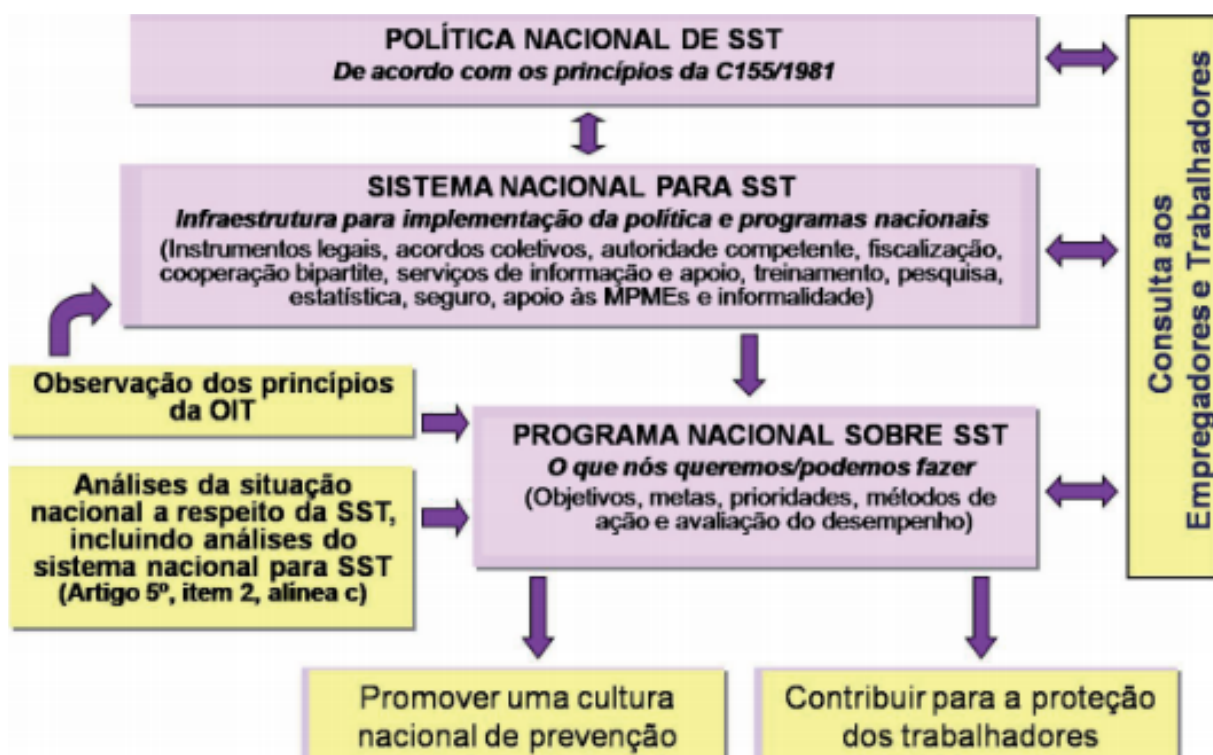 POLÍTICA NACIONAL DE SST
De acordo com os princípios da C155/1981
SISTEMA NACIONAL PARA SST
Infraestrutura para implementação da política e programas nacionais
(Instrumentos legais, acordos coletivos, autoridade competente, fiscalização,
cooperação bipartite, serviços de informação e apoio, treinamento, pesquisa,
estatística, seguro, apoio às MPMEs e informalidade)
Observação dos princípios
da OIT
PROGRAMA NACIONAL SOBRE SST
O que nós queremos/podemos fazer
(Objetivos, metas, prioridades, métodos de
ação e avaliação do desempenho)
Análises da situação
nacional a respeito da SST,
incluindo análises do
sistema nacional para SST
(Artigo 5º, item 2, alínea c)
Promover uma cultura
nacional de prevenção
Contribuir para a proteção
dos trabalhadores
Consulta aos
Empregadores e Trabalhadores